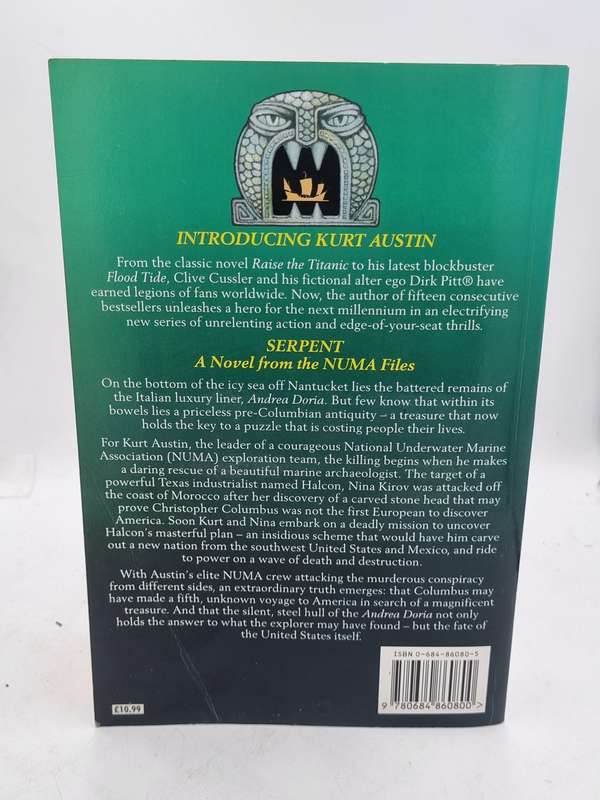 INTRODUCING KURT AUSTIN
From the classic novel Raise the Titanic to his latest blockbuster
Flood Tide, Clive Cussler and his fictional alter ego Dirk Pitt® have
earned legions of fans worldwide. Now, the author of fifteen consecutive
bestsellers unleashes a hero for the next millennium in an electrifying
new series of unrelenting action and edge-of-your-seat thrills.
SERPENT
A Novel from the NUMA Files
On the bottom of the icy sea off Nantucket lies the battered remains of
the Italian luxury liner, Andrea Doria. But few know that within its
bowels lies a priceless pre-Columbian antiquity – a treasure that now
holds the key to a puzzle that is costing people their lives.
For Kurt Austin, the leader of a courageous National Underwater Marine
Association (NUMA) exploration team, the killing begins when he makes
a daring rescue of a beautiful marine archaeologist. The target of a
powerful Texas industrialist named Halcon, Nina Kirov was attacked off
the coast of Morocco after her discovery of a carved stone head that may
prove Christopher Columbus was not the first European to discover
America. Soon Kurt and Nina embark on a deadly mission to uncover
Halcon's masterful plan – an insidious scheme that would have him carve
out a new nation from the southwest United States and Mexico, and ride
to power on a wave of death and destruction.
With Austin's elite NUMA crew attacking the murderous conspiracy
from different sides, an extraordinary truth emerges: that Columbus may
have made a fifth, unknown voyage to America in search of a magnificent
treasure. And that the silent, steel hull of the Andrea Doria not only
holds the answer to what the explorer may have found – but the fate of
the United States itself.
ISBN 0-684-86080-5
9 780684 860800>
£10.99